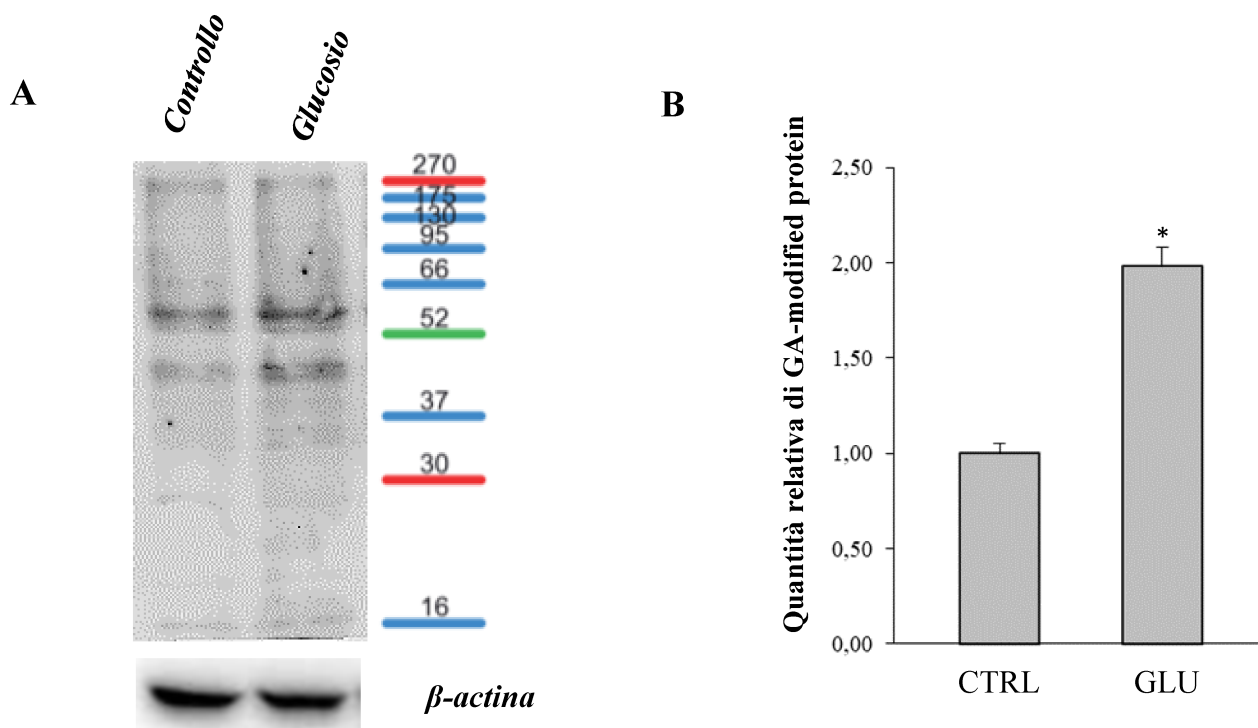 A
Controllo
Glucosio
270
175
130
95
66
52
37
30
16
β-actina
B
Quantità relativa di GA-modified protein
2,50
2,00
1,50
1,00
0,50
0,00
*
CTRL
GLU